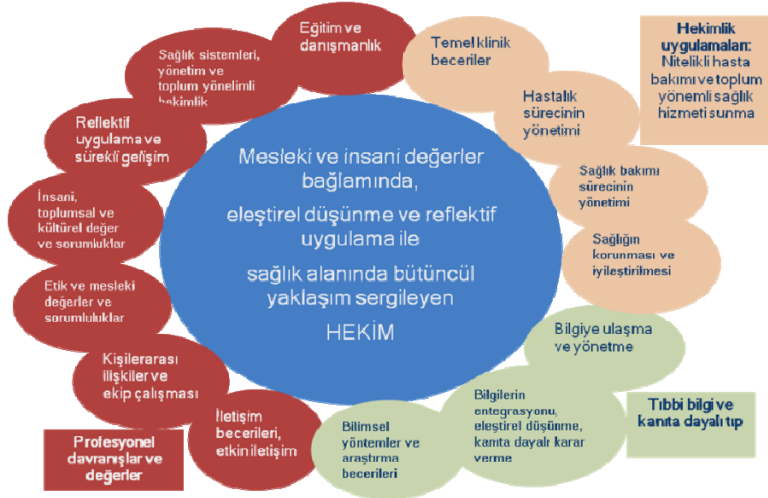 Eğitim ve
danışmanlık
Temel klinik
beceriler
Hekimlik
uygulamaları:
Nitelikli hasta
bakımı ve toplum
yönemli sağlık
hizmeti sunma
Sağlık sistemleri,
yönetim ve
toplum yönelimli
hekimlik
Hastalık
sürecinin
yönetimi
Reflektif
uygulama ve
sürekli gelişim
Sağlık bakımı
sürecinin
yönetimi
İnsani,
toplumsal ve
kültürel değer
ve sorumluklar
Sağlığın
korunması ve
iyileştirilmesi
Etik ve mesleki
değerler ve
sorumluluklar
Mesleki ve insani değerler
bağlamında,
eleştirel düşünme ve reflektif
uygulama ile
sağlık alanında bütüncül
yaklaşım sergileyen
HEKİM
Bilgiye ulaşma
ve yönetme
Kişilerarası
ilişkiler ve
ekip çalışması
Bilgilerin
entegrasyonu,
eleştirel düşünme,
kanıta dayalı karar
verme
Tıbbi bilgi ve
kanıta dayalı tıp
İletişim
becerileri,
etkin iletişim
Bilimsel
yöntemler ve
araştırma
becerileri
Profesyonel
davranışlar ve
değerler